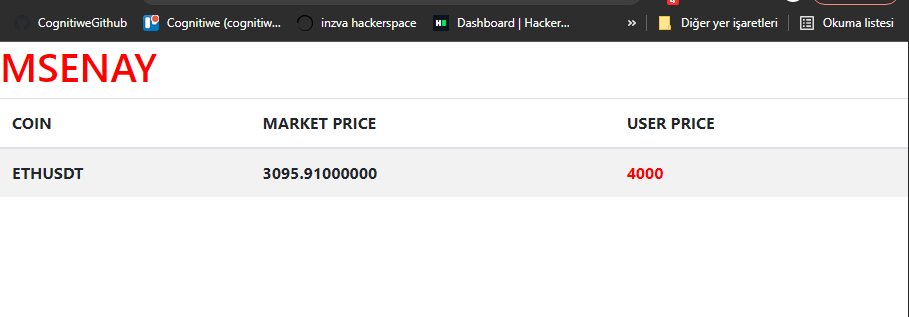 CognitiweGithub Cognitiwe (cognitiw... inzva hackerspace Dashboard | Hacker... » Diğer yer işaretleri Okuma listesi
MSENAY
COIN MARKET PRICE USER PRICE
ETHUSDT 3095.91000000 4000